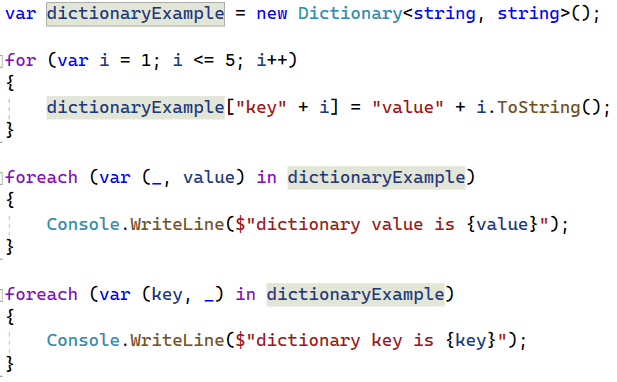 var dictionaryExample = new Dictionary<string, string>();
for (var i = 1; i <= 5; i++)
{
    dictionaryExample["key" + i] = "value" + i.ToString();
}
foreach (var (_, value) in dictionaryExample)
{
    Console.WriteLine($"dictionary value is {value}");
}
foreach (var (key, _) in dictionaryExample)
{
    Console.WriteLine($"dictionary key is {key}");
}